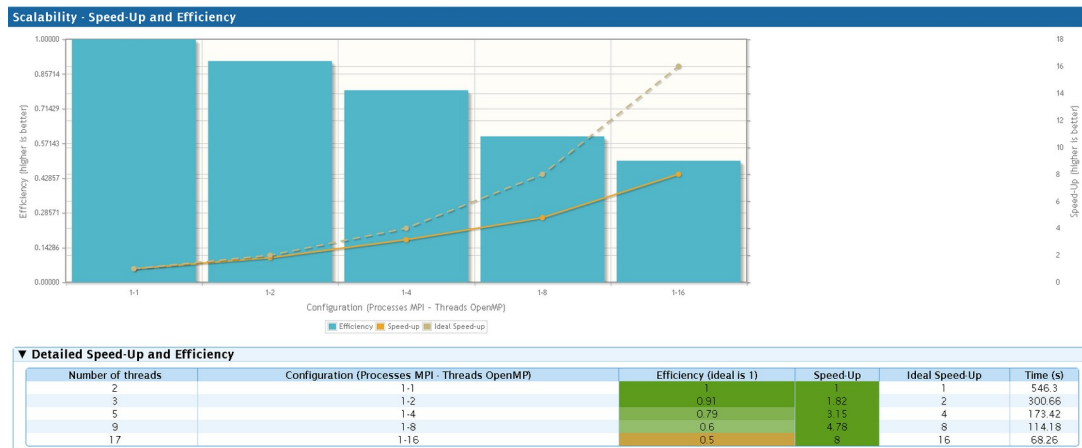 Scalability - Speed-Up and Efficiency
1.00000
0.85714
0.71429
0.57143
0.42857
0.28571
0.14286
0.00000
Efficiency (higher is better)
18
16
14
12
10
8
6
4
2
0
Speed-Up (higher is better)
1-1 1-2 1-4 1-8 1-16
Configuration (Processes MPI - Threads OpenMP)
Efficiency Speed-up Ideal Speed-up
▼ Detailed Speed-Up and Efficiency
Number of threads Configuration (Processes MPI - Threads OpenMP) Efficiency (ideal is 1) Speed-Up Ideal Speed-Up Time (s)
2 1-1 1 1 1 546.3
3 1-2 0.91 1.82 2 300.66
5 1-4 0.79 3.15 4 173.42
9 1-8 0.6 4.78 8 114.18
17 1-16 0.5 8 16 68.26